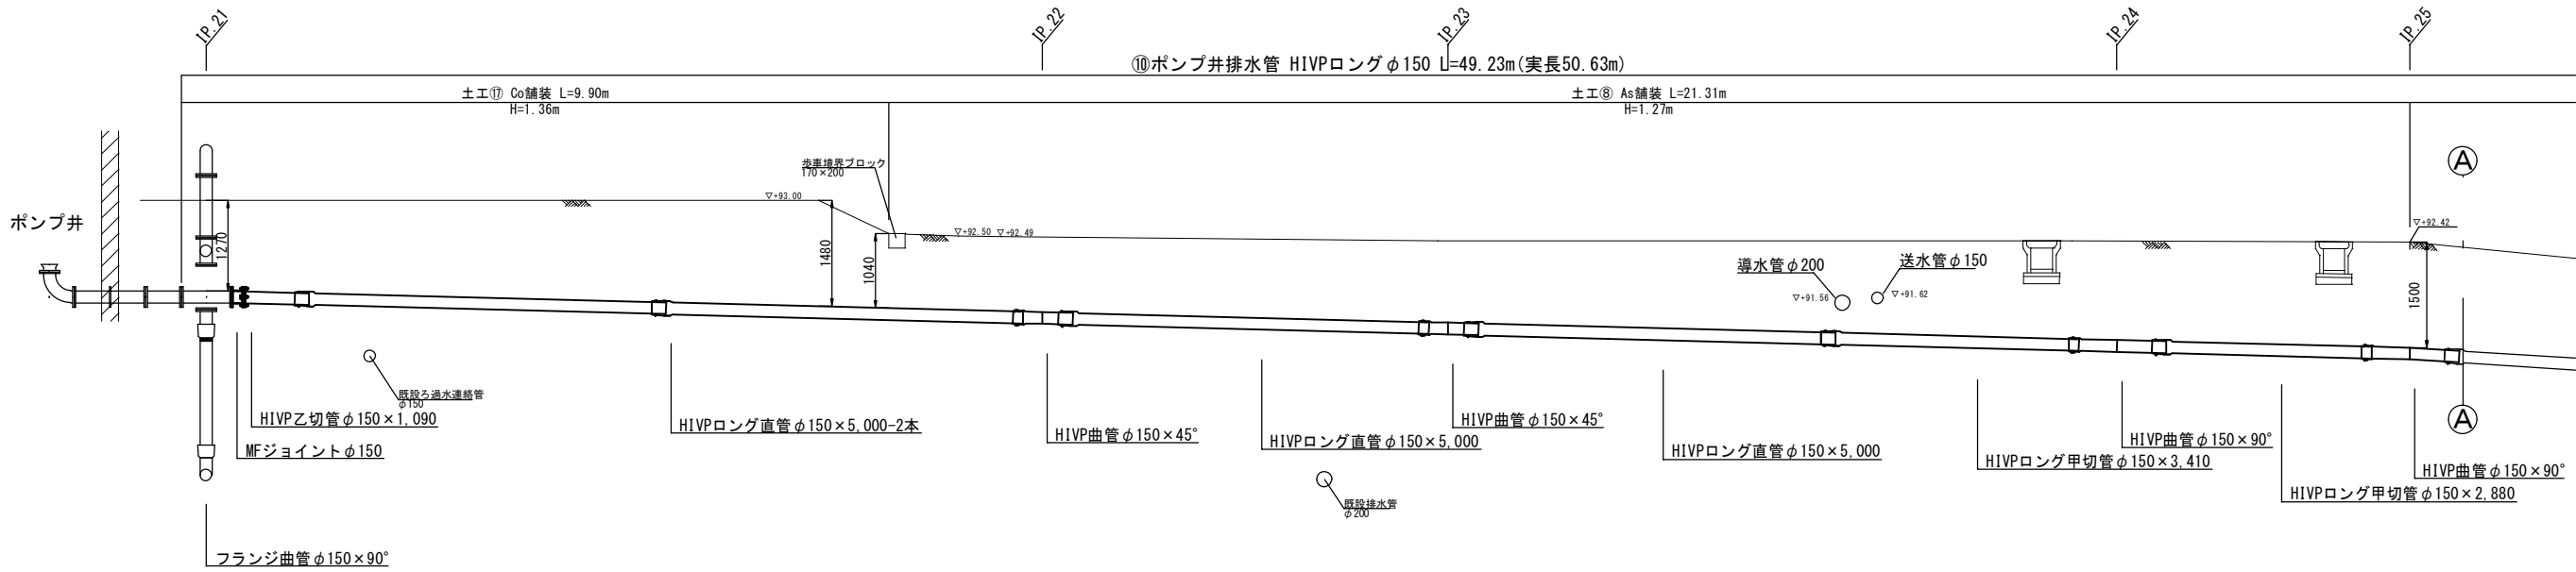 IP.21
IP.22
IP.23
IP.24
IP.25
⑩ポンプ井排水管 HIVPロングφ150 L=49.23m(実長50.63m)
土工⑰ Co舗装 L=9.90m
H=1.36m
土工⑧ As舗装 L=21.31m
H=1.27m
歩車境界ブロック
170×200
A
ポンプ井
▽+93.00
▽+92.50
▽+92.49
▽+92.42
1270
1480
1040
1500
導水管φ200
送水管φ150
▽+91.56
▽+91.62
既設ろ過水連絡管
φ150
HIVP乙切管φ150×1,090
MFジョイントφ150
HIVPロング直管φ150×5,000-2本
HIVP曲管φ150×45°
HIVPロング直管φ150×5,000
HIVP曲管φ150×45°
HIVPロング直管φ150×5,000
HIVPロング甲切管φ150×3,410
HIVP曲管φ150×90°
HIVPロング甲切管φ150×2,880
HIVP曲管φ150×90°
A
既設排水管
φ200
フランジ曲管φ150×90°